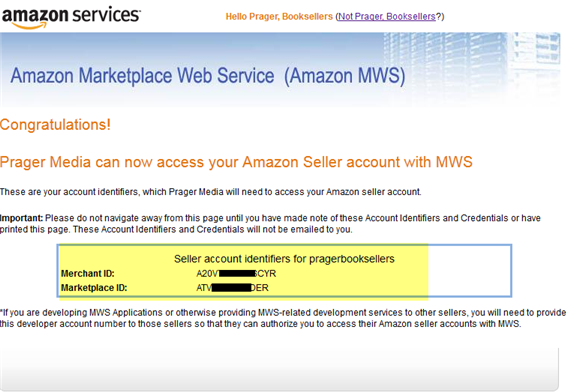 amazon services
Hello Prager, Booksellers (Not Prager, Booksellers?)
Amazon Marketplace Web Service (Amazon MWS)
Congratulations!
Prager Media can now access your Amazon Seller account with MWS
These are your account identifiers, which Prager Media will need to access your Amazon seller account.
Important: Please do not navigate away from this page until you have made note of these Account Identifiers and Credentials or have
printed this page. These Account Identifiers and Credentials will not be emailed to you.
Seller account identifiers for pragerbooksellers
Merchant ID: A20V CYR
Marketplace ID: ATV DER
*If you are developing MWS Applications or otherwise providing MWS-related development services to other sellers, you will need to provide
this developer account number to those sellers so that they can authorize you to access their Amazon seller accounts with MWS.